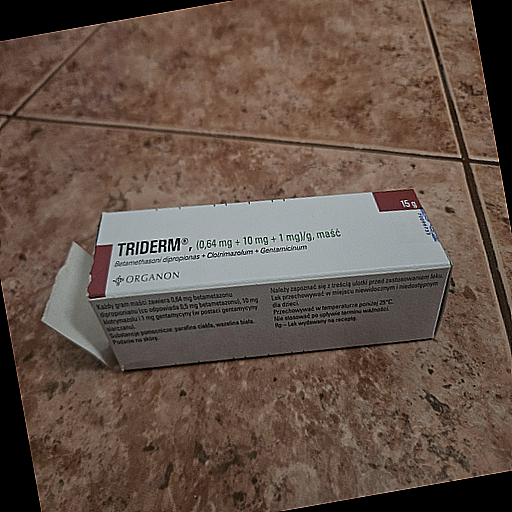 15 g
TRIDERM®, (0,64 mg + 10 mg + 1 mg)/g, maść
Betamethasoni dipropionas + Clotrimazolum + Gentamicinum
ORGANON
Każdy gram maści zawiera 0,64 mg betametazonu
dipropionianu (co odpowiada 0,5 mg betametazonu), 10 mg
klotrymazolu i 1 mg gentamycyny (w postaci gentamycyny
siarczanu).
Substancje pomocnicze: parafina ciekła, wazelina biała.
Podanie na skórę.
Należy zapoznać się z treścią ulotki przed zastosowaniem leku.
Lek przechowywać w miejscu niewidocznym i niedostępnym
dla dzieci.
Przechowywać w temperaturze poniżej 25°C.
Nie stosować po upływie terminu ważności.
Rp – Lek wydawany na receptę.